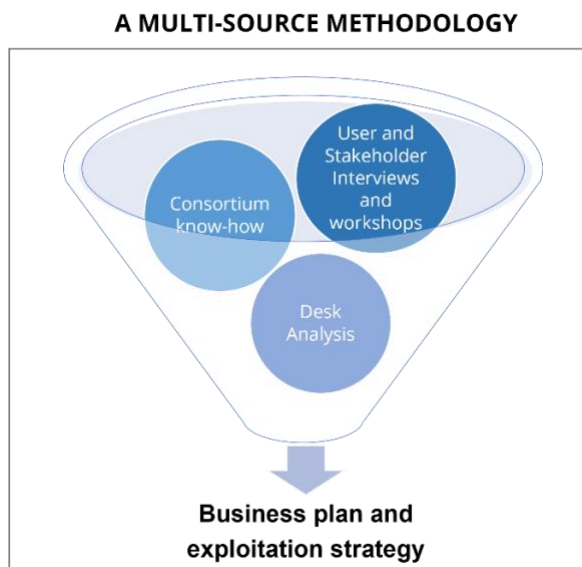 A MULTI-SOURCE METHODOLOGY
User and
Stakeholder
Interviews
and
workshops
Consortium
know-how
Desk
Analysis
Business plan and
exploitation strategy